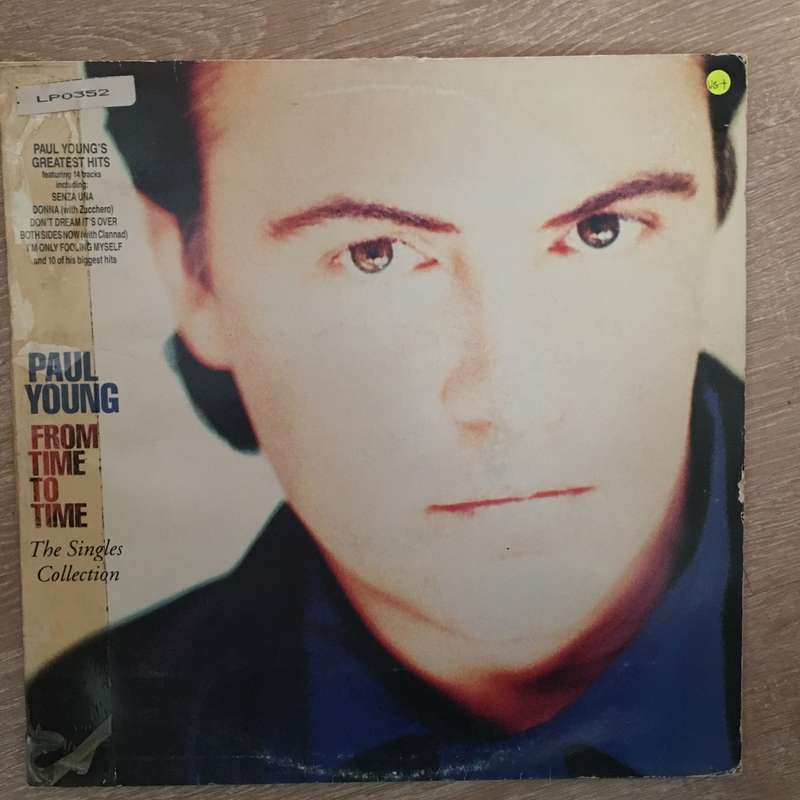 LP0352
VG+
PAUL YOUNG'S
GREATEST HITS
featuring 14 tracks
including:
SENZA UNA
DONNA (with Zucchero)
DON'T DREAM IT'S OVER
BOTH SIDES NOW (with Clannad)
I'M ONLY FOOLING MYSELF
and 10 of his biggest hits
PAUL
YOUNG
FROM
TIME
TO
TIME
The Singles
Collection